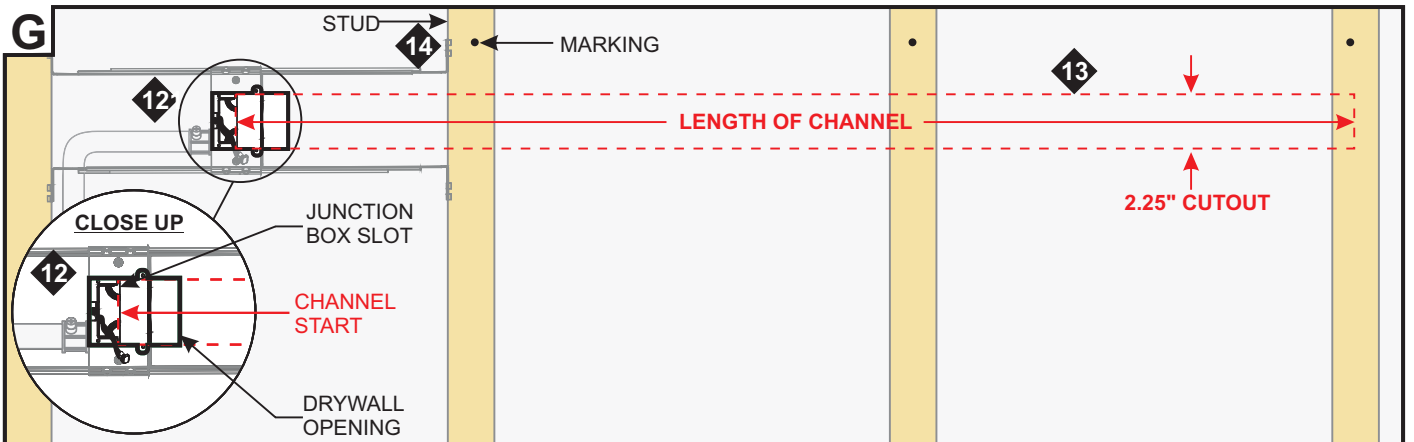 G
STUD
14
MARKING
13
12
LENGTH OF CHANNEL
2.25" CUTOUT
CLOSE UP
JUNCTION
BOX SLOT
12
CHANNEL
START
DRYWALL
OPENING